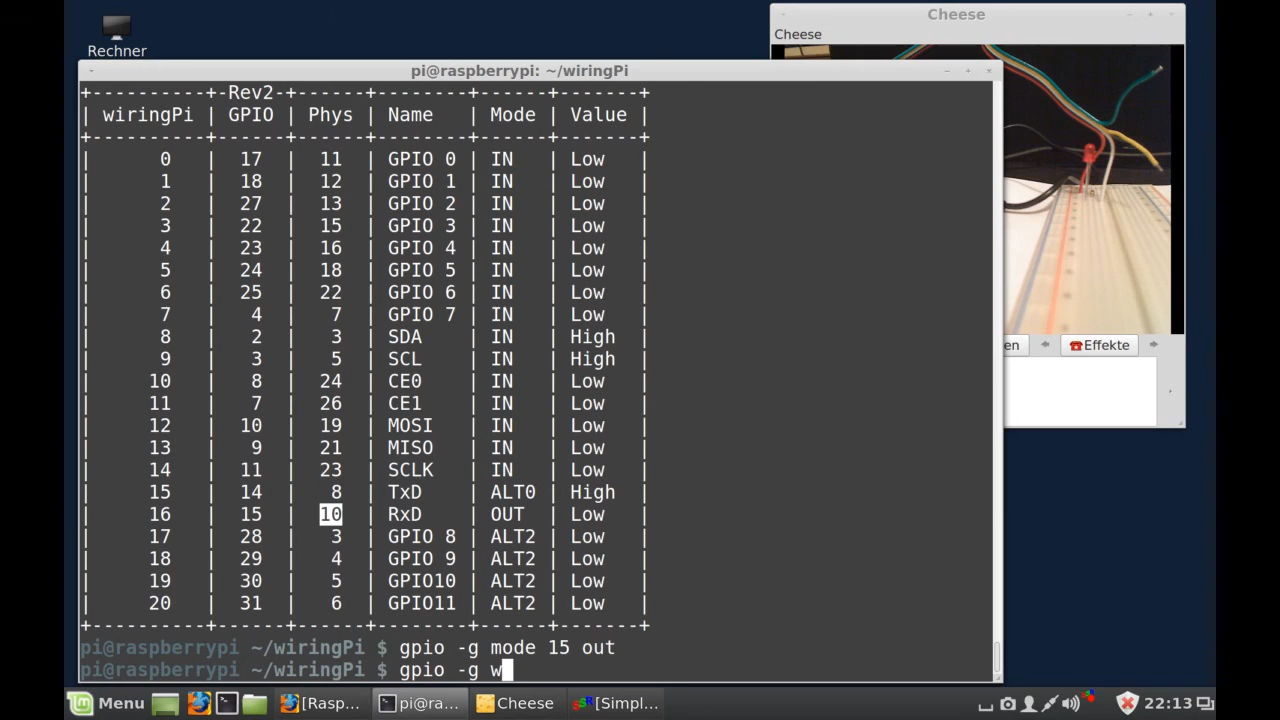 Rechner
Cheese
Cheese
pi@raspberrypi: ~/wiringPi
+----------+-Rev2-+------+--------+------+-------+
| wiringPi | GPIO | Phys | Name   | Mode | Value |
+----------+------+------+--------+------+-------+
|      0   |  17  |  11  | GPIO 0 | IN   | Low   |
|      1   |  18  |  12  | GPIO 1 | IN   | Low   |
|      2   |  27  |  13  | GPIO 2 | IN   | Low   |
|      3   |  22  |  15  | GPIO 3 | IN   | Low   |
|      4   |  23  |  16  | GPIO 4 | IN   | Low   |
|      5   |  24  |  18  | GPIO 5 | IN   | Low   |
|      6   |  25  |  22  | GPIO 6 | IN   | Low   |
|      7   |   4  |   7  | GPIO 7 | IN   | Low   |
|      8   |   2  |   3  | SDA    | IN   | High  |
|      9   |   3  |   5  | SCL    | IN   | High  |
|     10   |   8  |  24  | CE0    | IN   | Low   |
|     11   |   7  |  26  | CE1    | IN   | Low   |
|     12   |  10  |  19  | MOSI   | IN   | Low   |
|     13   |   9  |  21  | MISO   | IN   | Low   |
|     14   |  11  |  23  | SCLK   | IN   | Low   |
|     15   |  14  |   8  | TxD    | ALT0 | High  |
|     16   |  15  |  10  | RxD    | OUT  | Low   |
|     17   |  28  |   3  | GPIO 8 | ALT2 | Low   |
|     18   |  29  |   4  | GPIO 9 | ALT2 | Low   |
|     19   |  30  |   5  | GPIO10 | ALT2 | Low   |
|     20   |  31  |   6  | GPIO11 | ALT2 | Low   |
+----------+------+------+--------+------+-------+
pi@raspberrypi ~/wiringPi $ gpio -g mode 15 out
pi@raspberrypi ~/wiringPi $ gpio -g w
en
Effekte
Menu [Rasp... pi@ra... Cheese [Simpl... 22:13